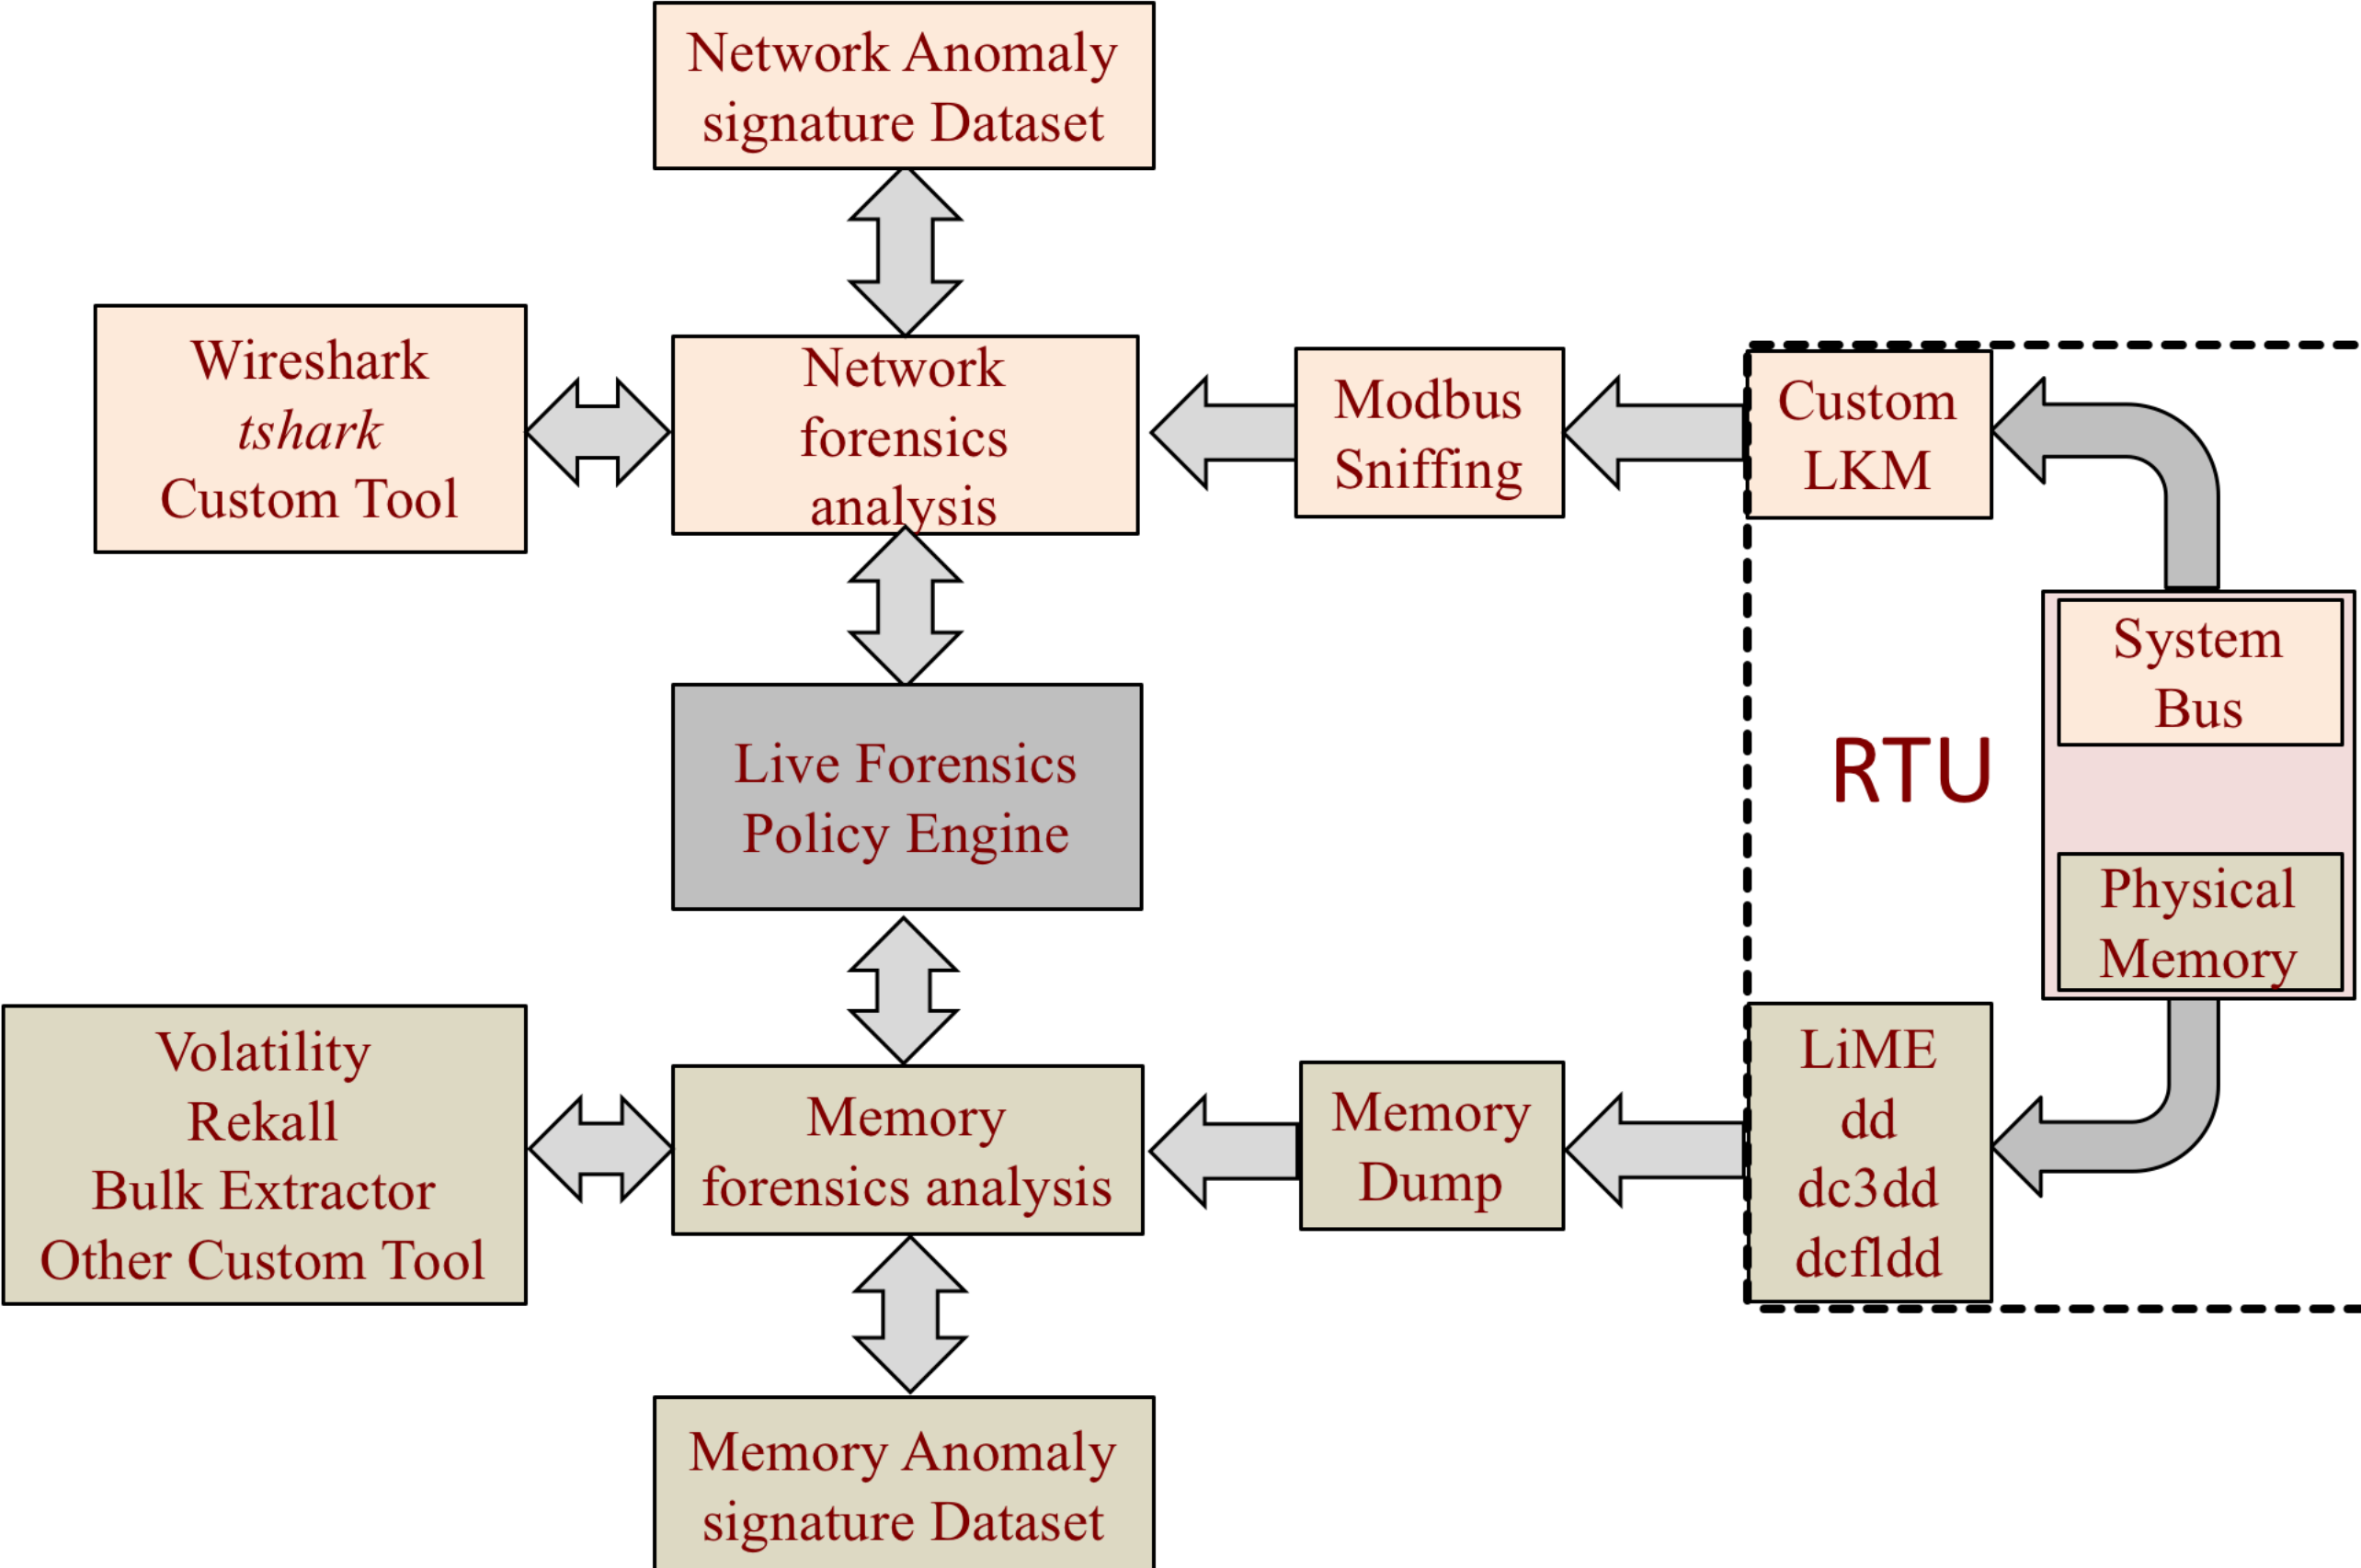 Network Anomaly
signature Dataset
Wireshark
tshark
Custom Tool
Network
forensics
analysis
Modbus
Sniffing
Custom
LKM
System
Bus
RTU
Live Forensics
Policy Engine
Physical
Memory
Volatility
Rekall
Bulk Extractor
Other Custom Tool
Memory
forensics analysis
Memory
Dump
LiME
dd
dc3dd
dcfldd
Memory Anomaly
signature Dataset